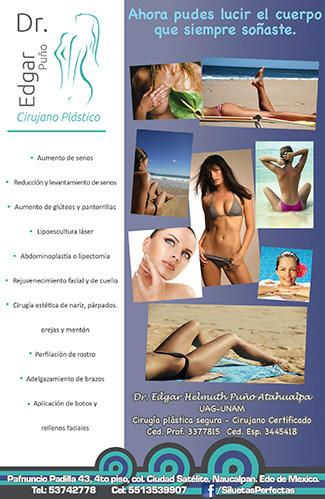 Dr.
Edgar
Puño
Cirujano Plástico
• Aumento de senos
• Reducción y levantamiento de senos
• Aumento de glúteos y pantorrillas
• Lipoescultura láser
• Abdominoplastia o lipectomía
• Rejuvenecimiento facial y de cuello
• Cirugía estética de nariz, párpados.
orejas y mentón
• Perfilación de rostro
• Adelgazamiento de brazos
• Aplicación de botox y
rellenos faciales
Ahora pudes lucir el cuerpo
que siempre soñaste.
Dr. Edgar Helmuth Puño Atahualpa
UAG-UNAM
Cirugía plástica segura - Cirujano Certificado
Ced. Prof. 3377815 Ced. Esp. 3445418
Pafnuncio Padilla 43, 4to piso, col. Ciudad Satélite. Naucalpan. Edo de Mexico.
Tel: 53742778 Cel: 5513539907 f/SiluetasPerfectas